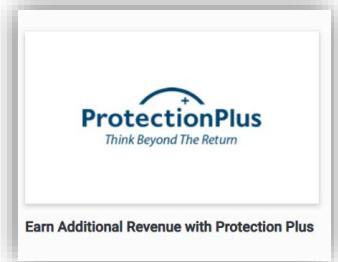 ProtectionPlus
Think Beyond The Return
Earn Additional Revenue with Protection Plus